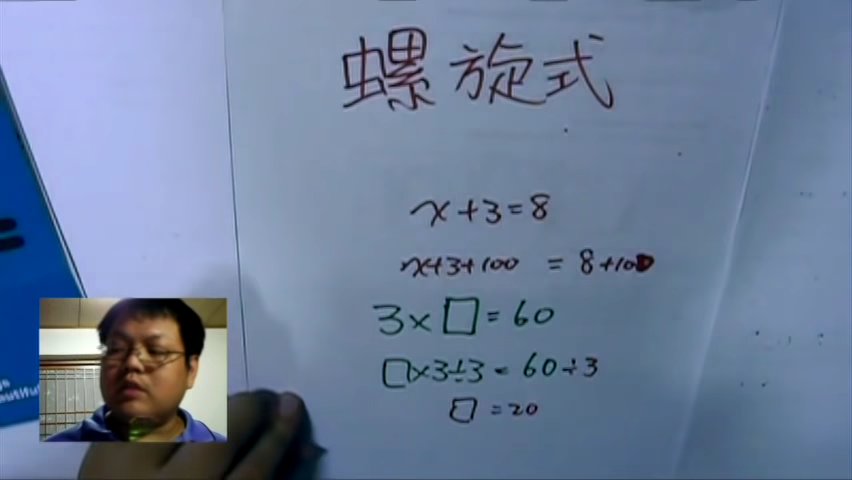 螺旋式
x+3=8
x+3+100 = 8+100
3×□=60
□×3÷3=60÷3
□=20